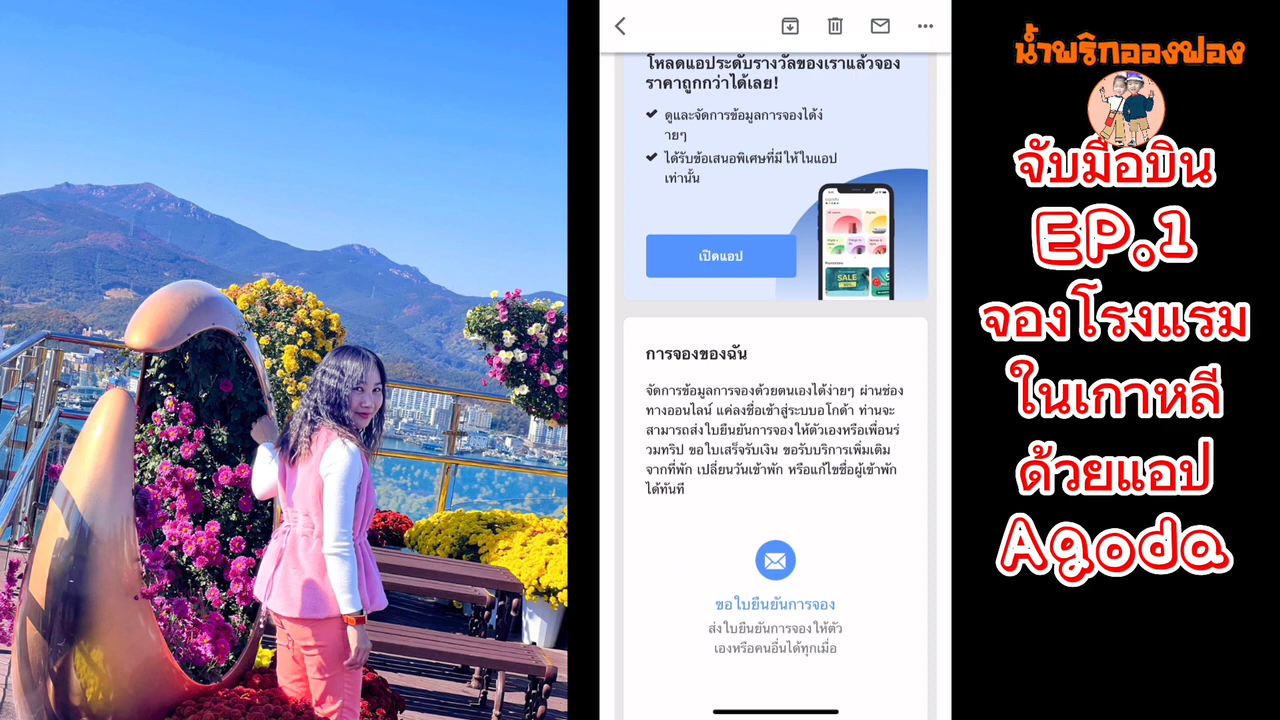 โหลดแอประดับรางวัลของเราแล้วจอง
ราคาถูกกว่าได้เลย!
ดูและจัดการข้อมูลการจองได้ง่
ายๆ
ได้รับข้อเสนอพิเศษที่มีให้ในแอป
เท่านั้น
เปิดแอป
การจองของฉัน
จัดการข้อมูลการจองด้วยตนเองได้ง่ายๆ ผ่านช่อง
ทางออนไลน์ แค่ลงชื่อเข้าสู่ระบบอโกด้า ท่านจะ
สามารถส่งใบยืนยันการจองให้ตัวเองหรือเพื่อนร่
วมทริป ขอใบเสร็จรับเงิน ขอรับบริการเพิ่มเติม
จากที่พัก เปลี่ยนวันเข้าพัก หรือแก้ไขชื่อผู้เข้าพัก
ได้ทันที
ขอใบยืนยันการจอง
ส่งใบยืนยันการจองให้ตัว
เองหรือคนอื่นได้ทุกเมื่อ
น้ำพริกอองฟอง
จับมือบิน
EP.1
จองโรงแรม
ในเกาหลี
ด้วยแอป
Agoda